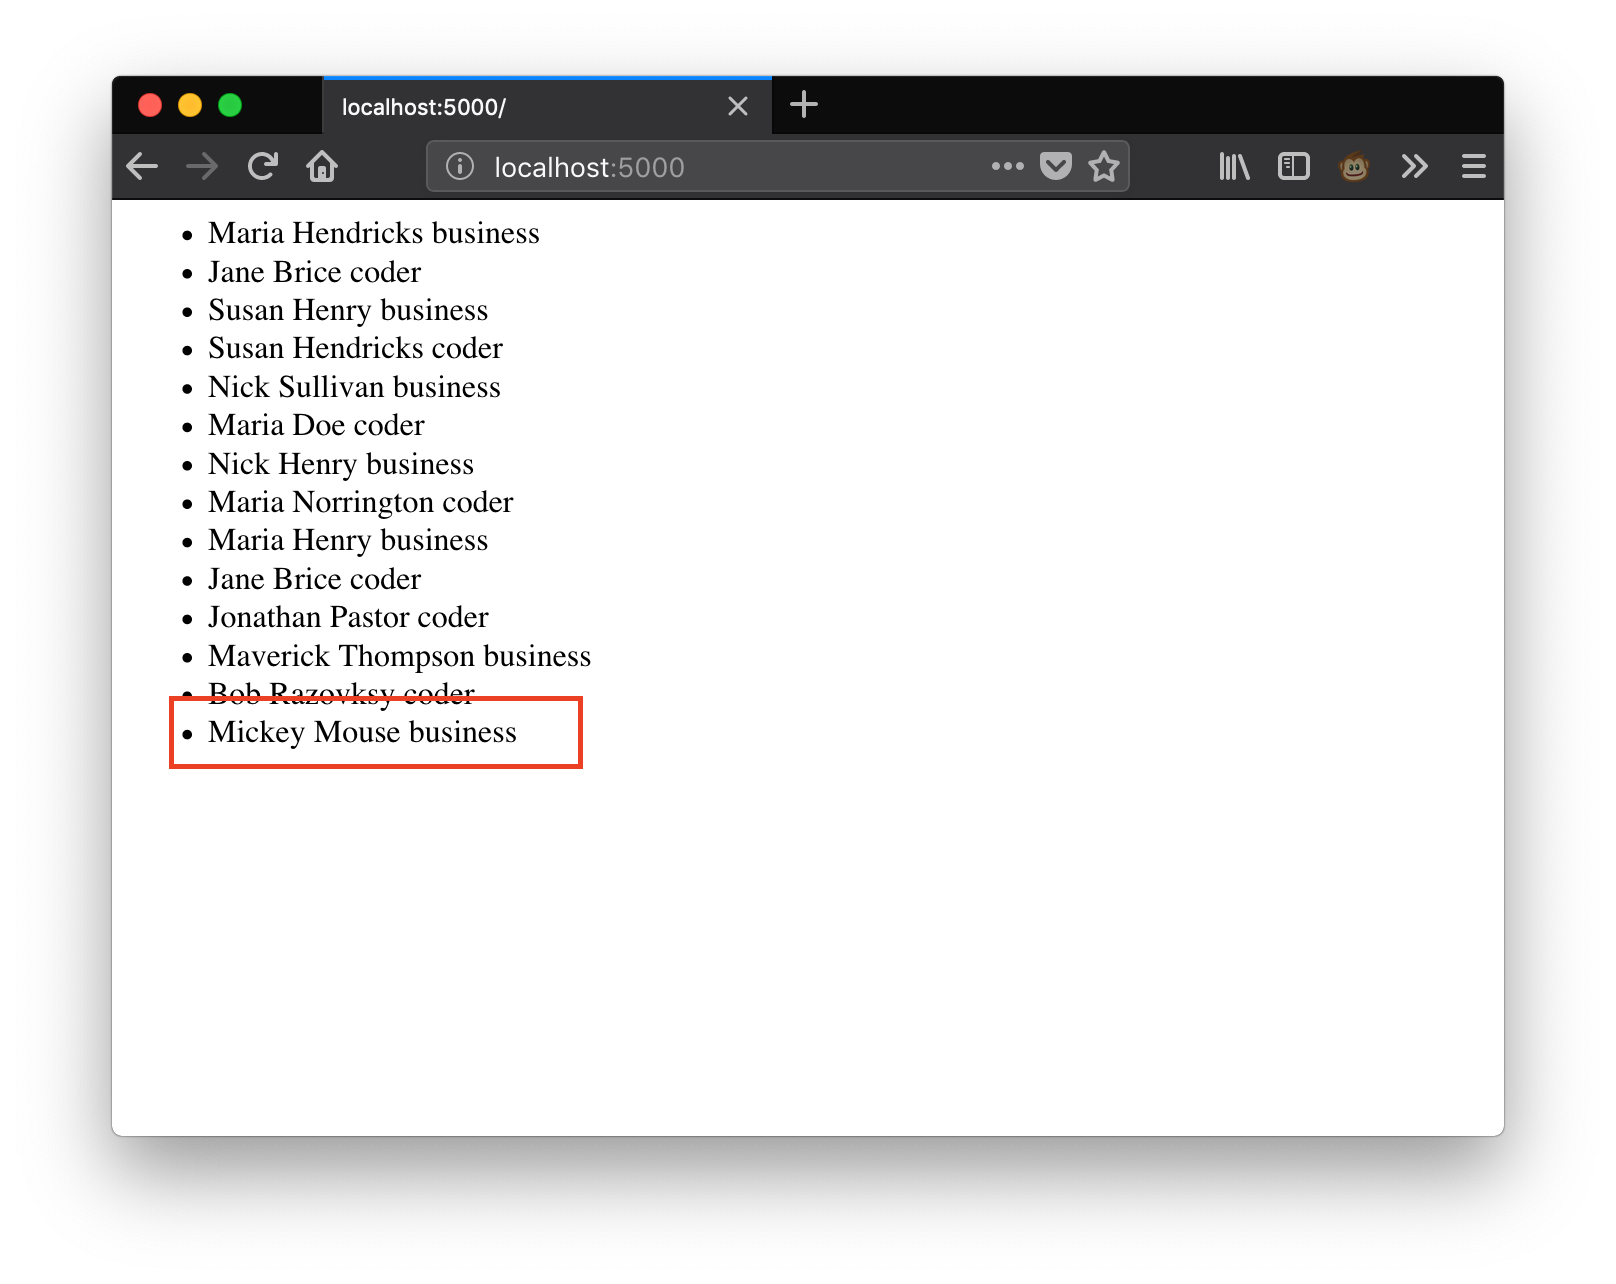 localhost:5000/
localhost:5000
• Maria Hendricks business
• Jane Brice coder
• Susan Henry business
• Susan Hendricks coder
• Nick Sullivan business
• Maria Doe coder
• Nick Henry business
• Maria Norrington coder
• Maria Henry business
• Jane Brice coder
• Jonathan Pastor coder
• Maverick Thompson business
• Bob Razovksy coder
• Mickey Mouse business